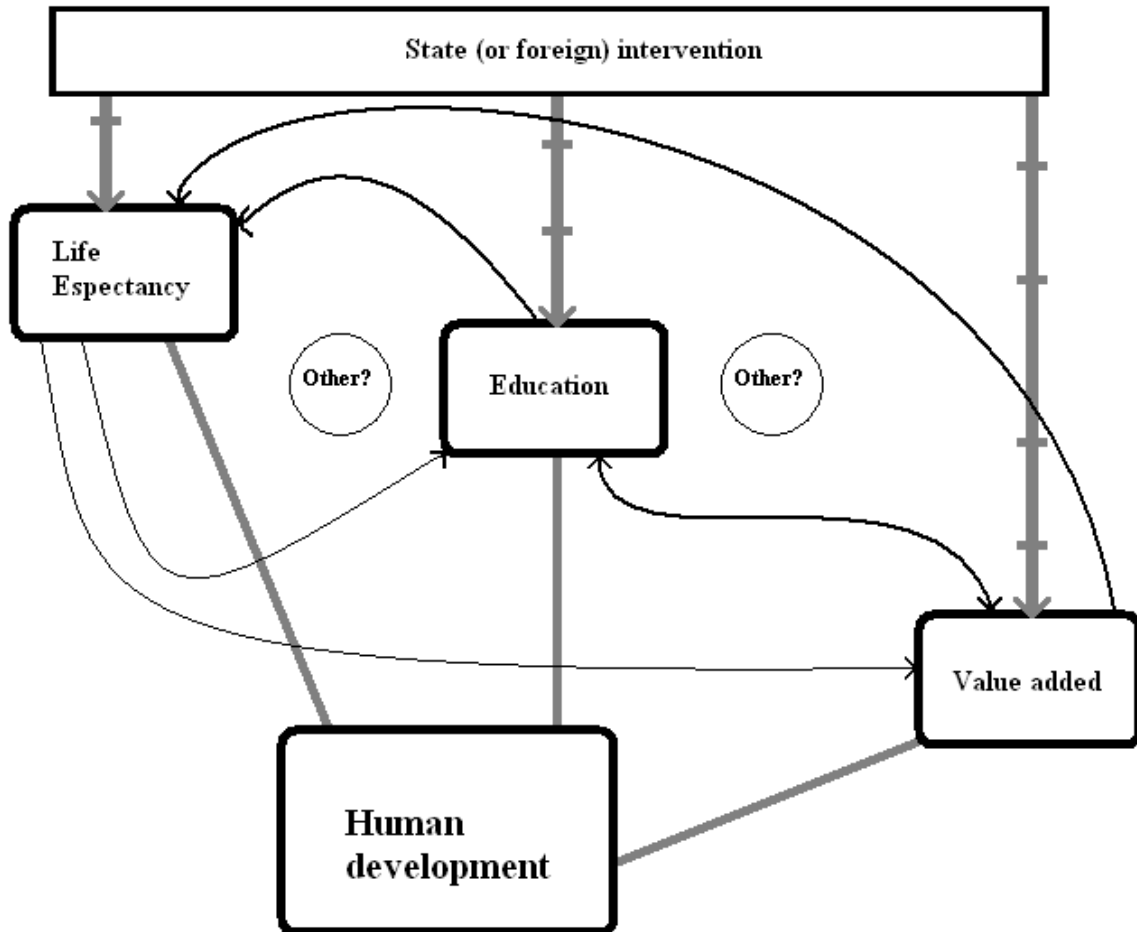 State (or foreign) intervention
Life
Espectancy
Other?
Education
Other?
Value added
Human
development